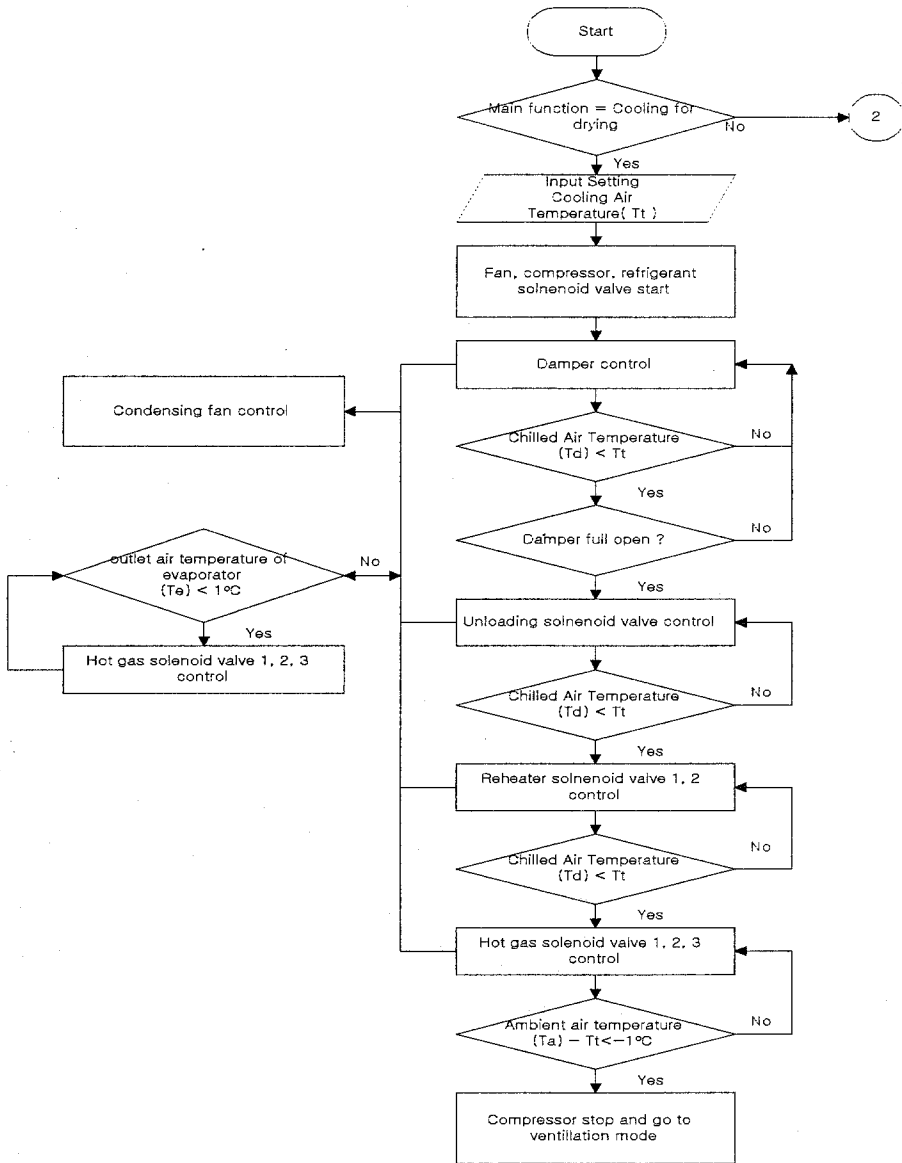 Start
Main function = Cooling for
drying
No
2
Yes
Input Setting
Cooling Air
Temperature( Tt )
Fan, compressor, refrigerant
solnenoid valve start
Damper control
Condensing fan control
Chilled Air Temperature
(Td) < Tt
No
Yes
Damper full open ?
No
outlet air temperature of
evaporator
(Te) < 1°C
No
Yes
Yes
Unloading solnenoid valve control
Hot gas solenoid valve 1, 2, 3
control
Chilled Air Temperature
(Td) < Tt
No
Yes
Reheater solnenoid valve 1, 2
control
Chilled Air Temperature
(Td) < Tt
No
Yes
Hot gas solenoid valve 1, 2, 3
control
Ambient air temperature
(Ta) − Tt<−1°C
No
Yes
Compressor stop and go to
ventillation mode